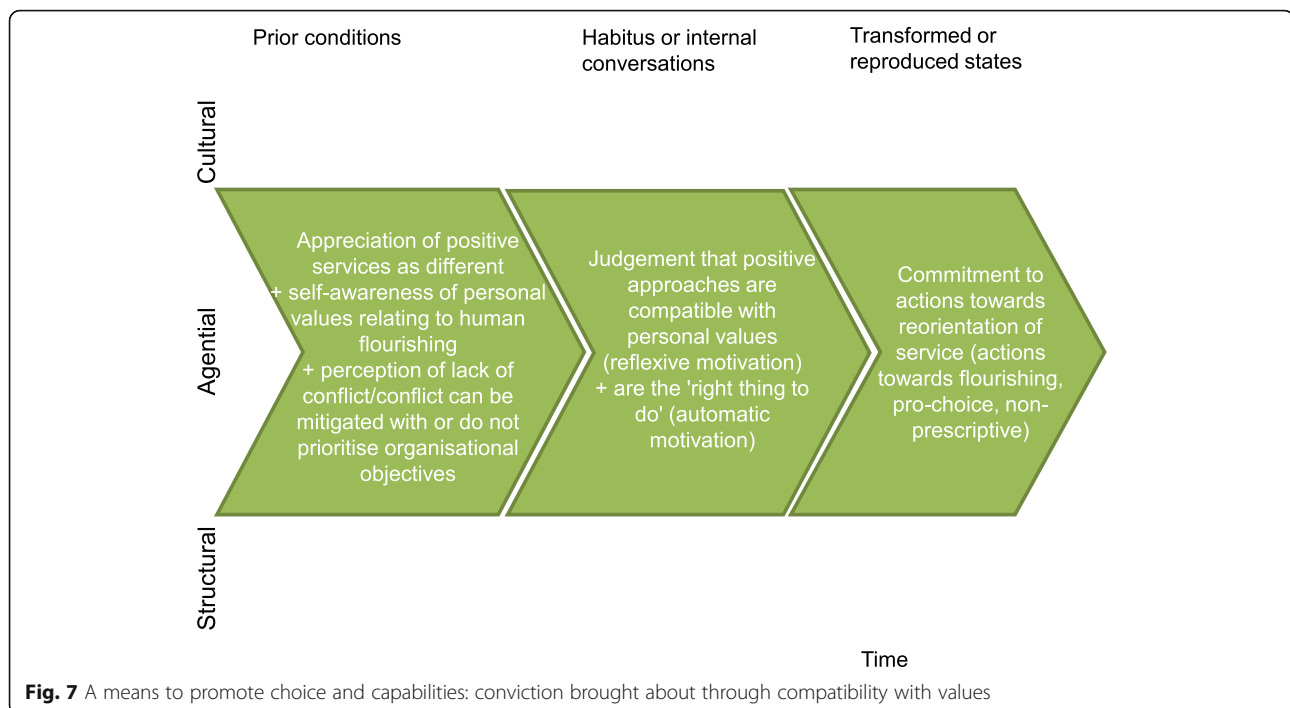 Prior conditions
Habitus or internal
conversations
Transformed or
reproduced states
Cultural
Agential
Structural
Appreciation of positive
services as different
+ self-awareness of personal
values relating to human
flourishing
+ perception of lack of
conflict/conflict can be
mitigated with or do not
prioritise organisational
objectives
Judgement that positive
approaches are
compatible with
personal values
(reflexive motivation)
+ are the 'right thing to
do' (automatic
motivation)
Commitment to
actions towards
reorientation of
service (actions
towards flourishing,
pro-choice, non-
prescriptive)
Time
Fig. 7 A means to promote choice and capabilities: conviction brought about through compatibility with values